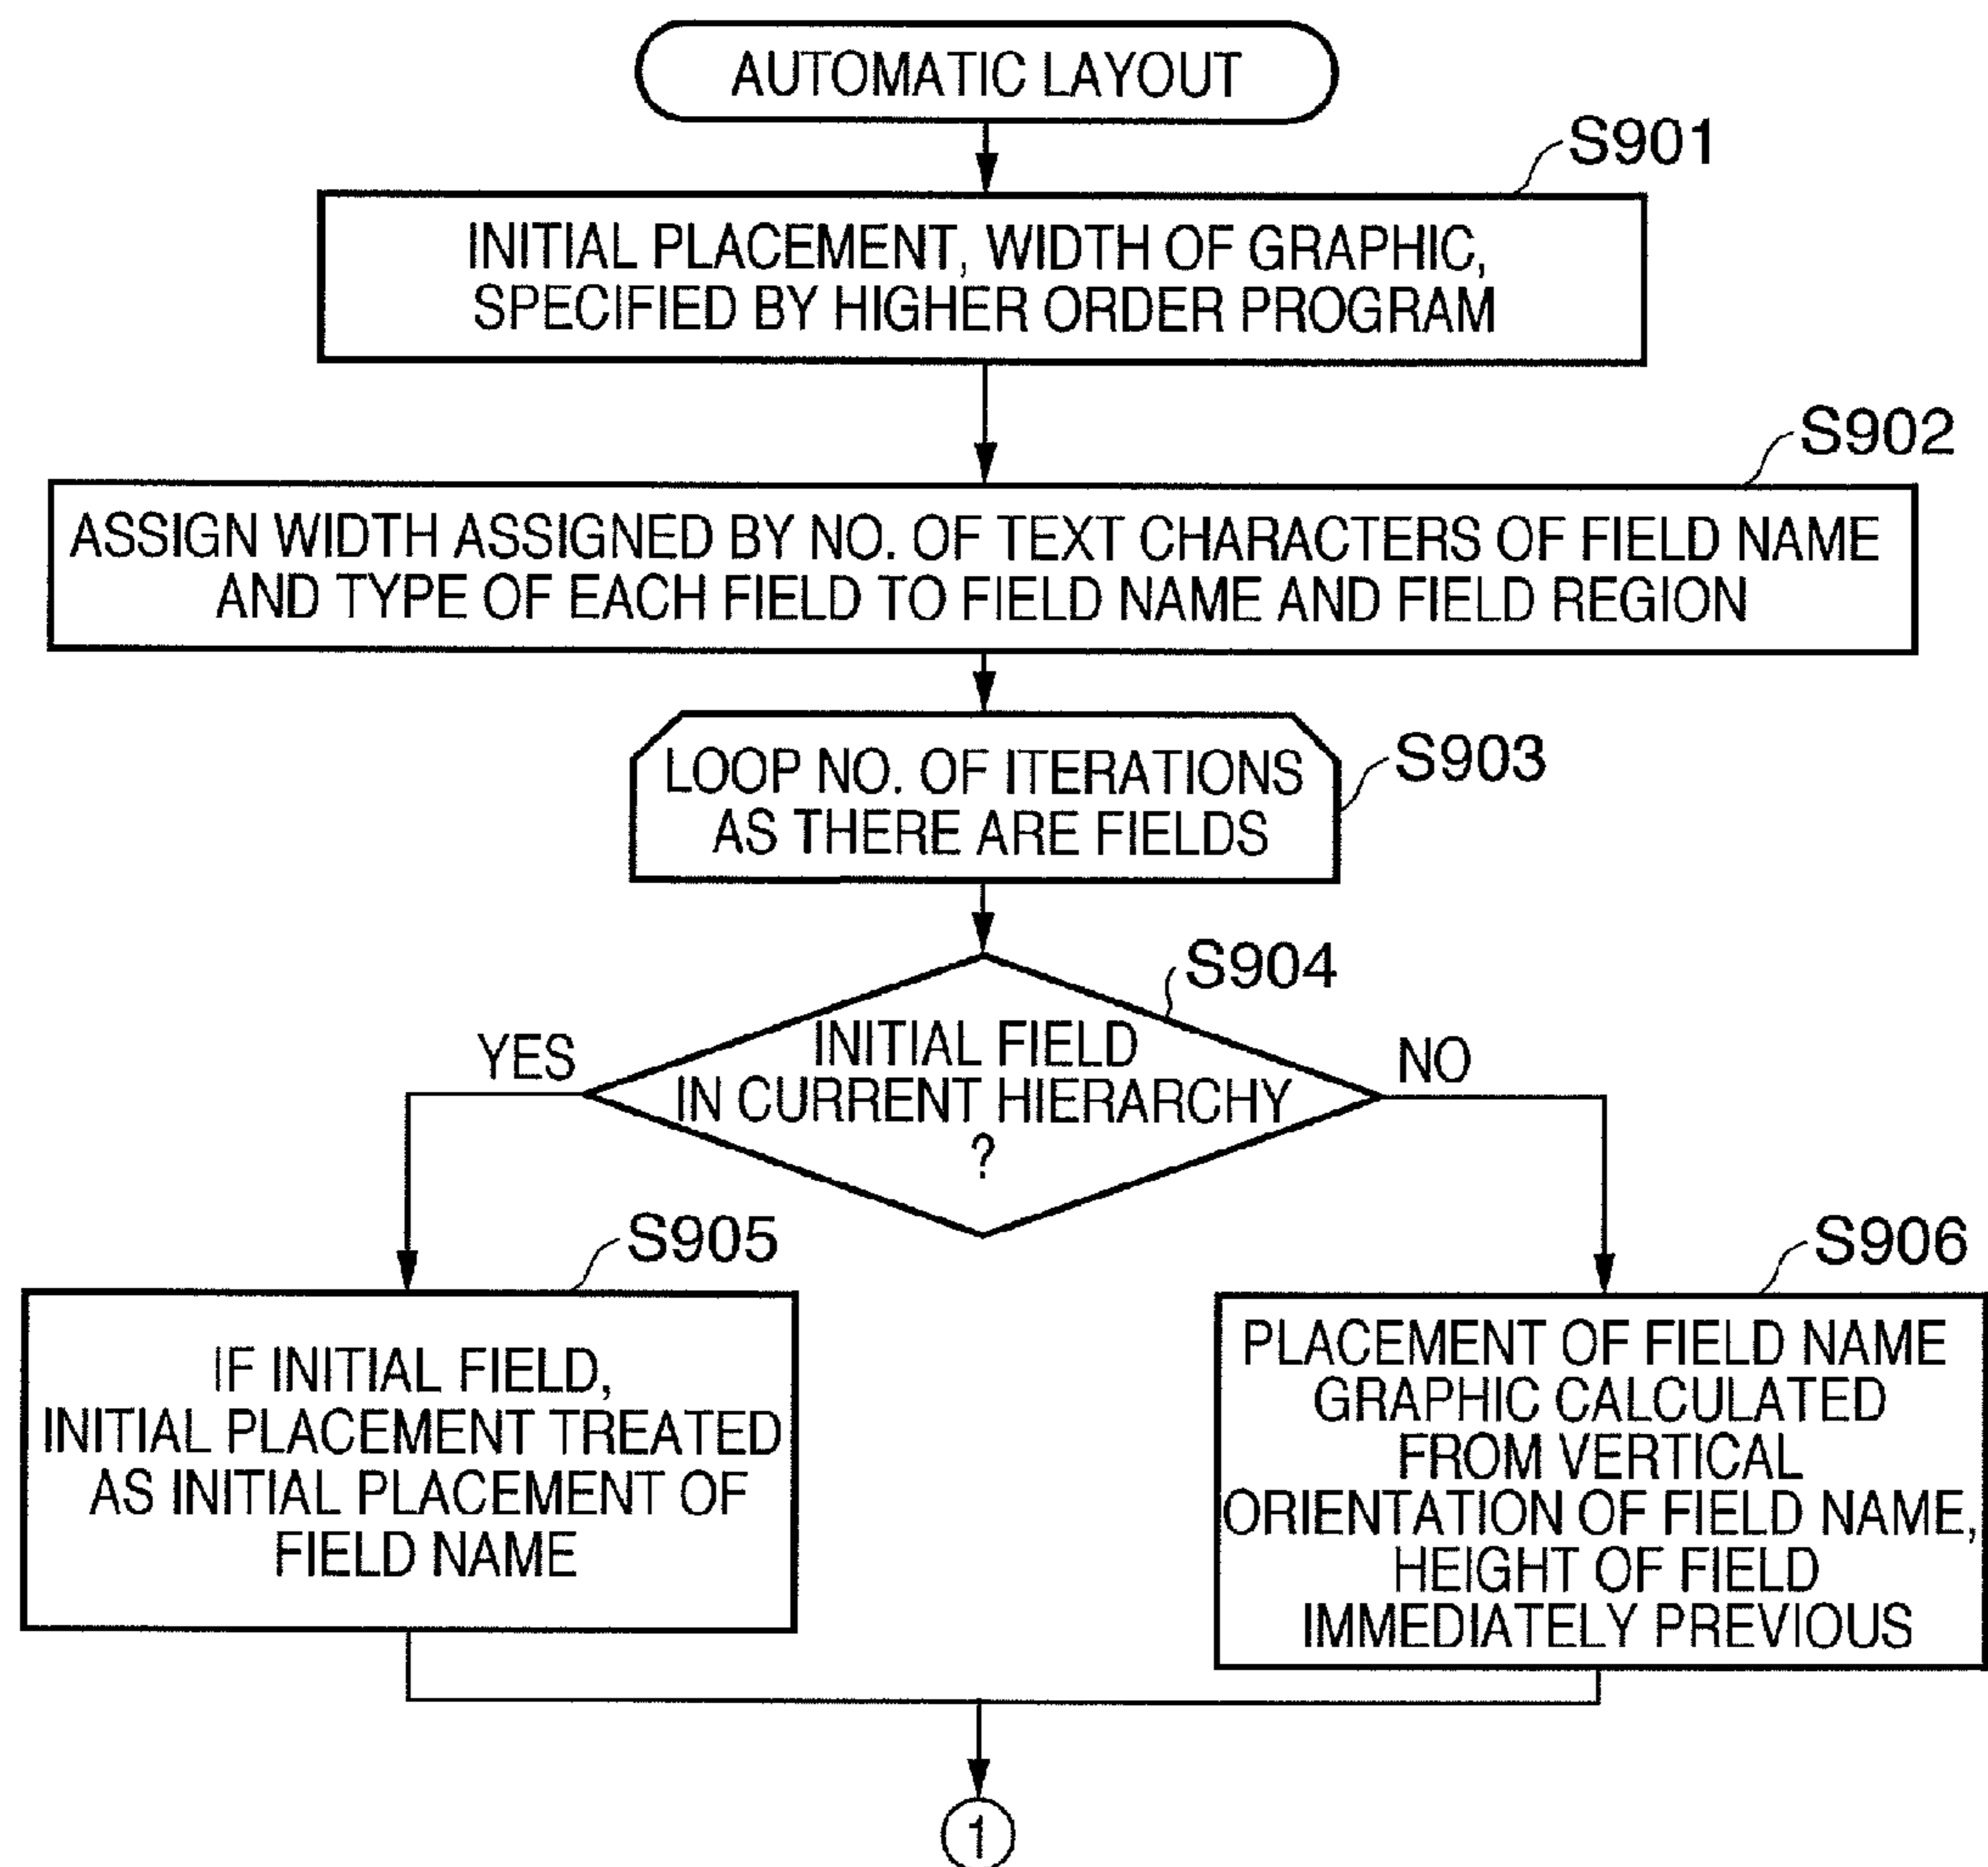 AUTOMATIC LAYOUT
S901
INITIAL PLACEMENT, WIDTH OF GRAPHIC,
SPECIFIED BY HIGHER ORDER PROGRAM
S902
ASSIGN WIDTH ASSIGNED BY NO. OF TEXT CHARACTERS OF FIELD NAME
AND TYPE OF EACH FIELD TO FIELD NAME AND FIELD REGION
S903
LOOP NO. OF ITERATIONS
AS THERE ARE FIELDS
S904
INITIAL FIELD
IN CURRENT HIERARCHY
?
YES
NO
S905
IF INITIAL FIELD,
INITIAL PLACEMENT TREATED
AS INITIAL PLACEMENT OF
FIELD NAME
S906
PLACEMENT OF FIELD NAME
GRAPHIC CALCULATED
FROM VERTICAL
ORIENTATION OF FIELD NAME,
HEIGHT OF FIELD
IMMEDIATELY PREVIOUS
1